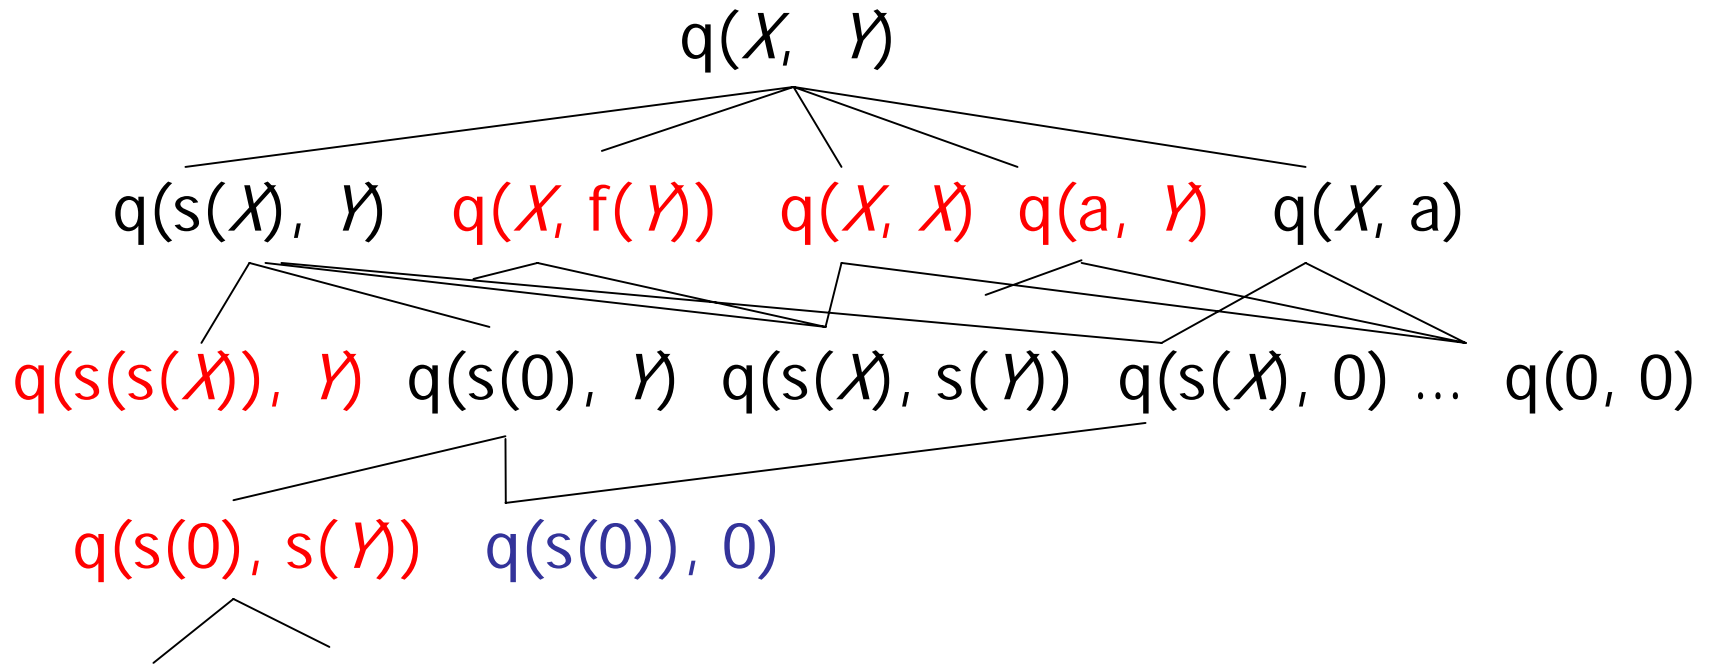 q(X, Y)
q(s(X), Y) q(X, f(Y)) q(X, X) q(a, Y) q(X, a)
q(s(s(X)), Y) q(s(0), Y) q(s(X), s(Y)) q(s(X), 0) ... q(0, 0)
q(s(0), s(Y)) q(s(0)), 0)